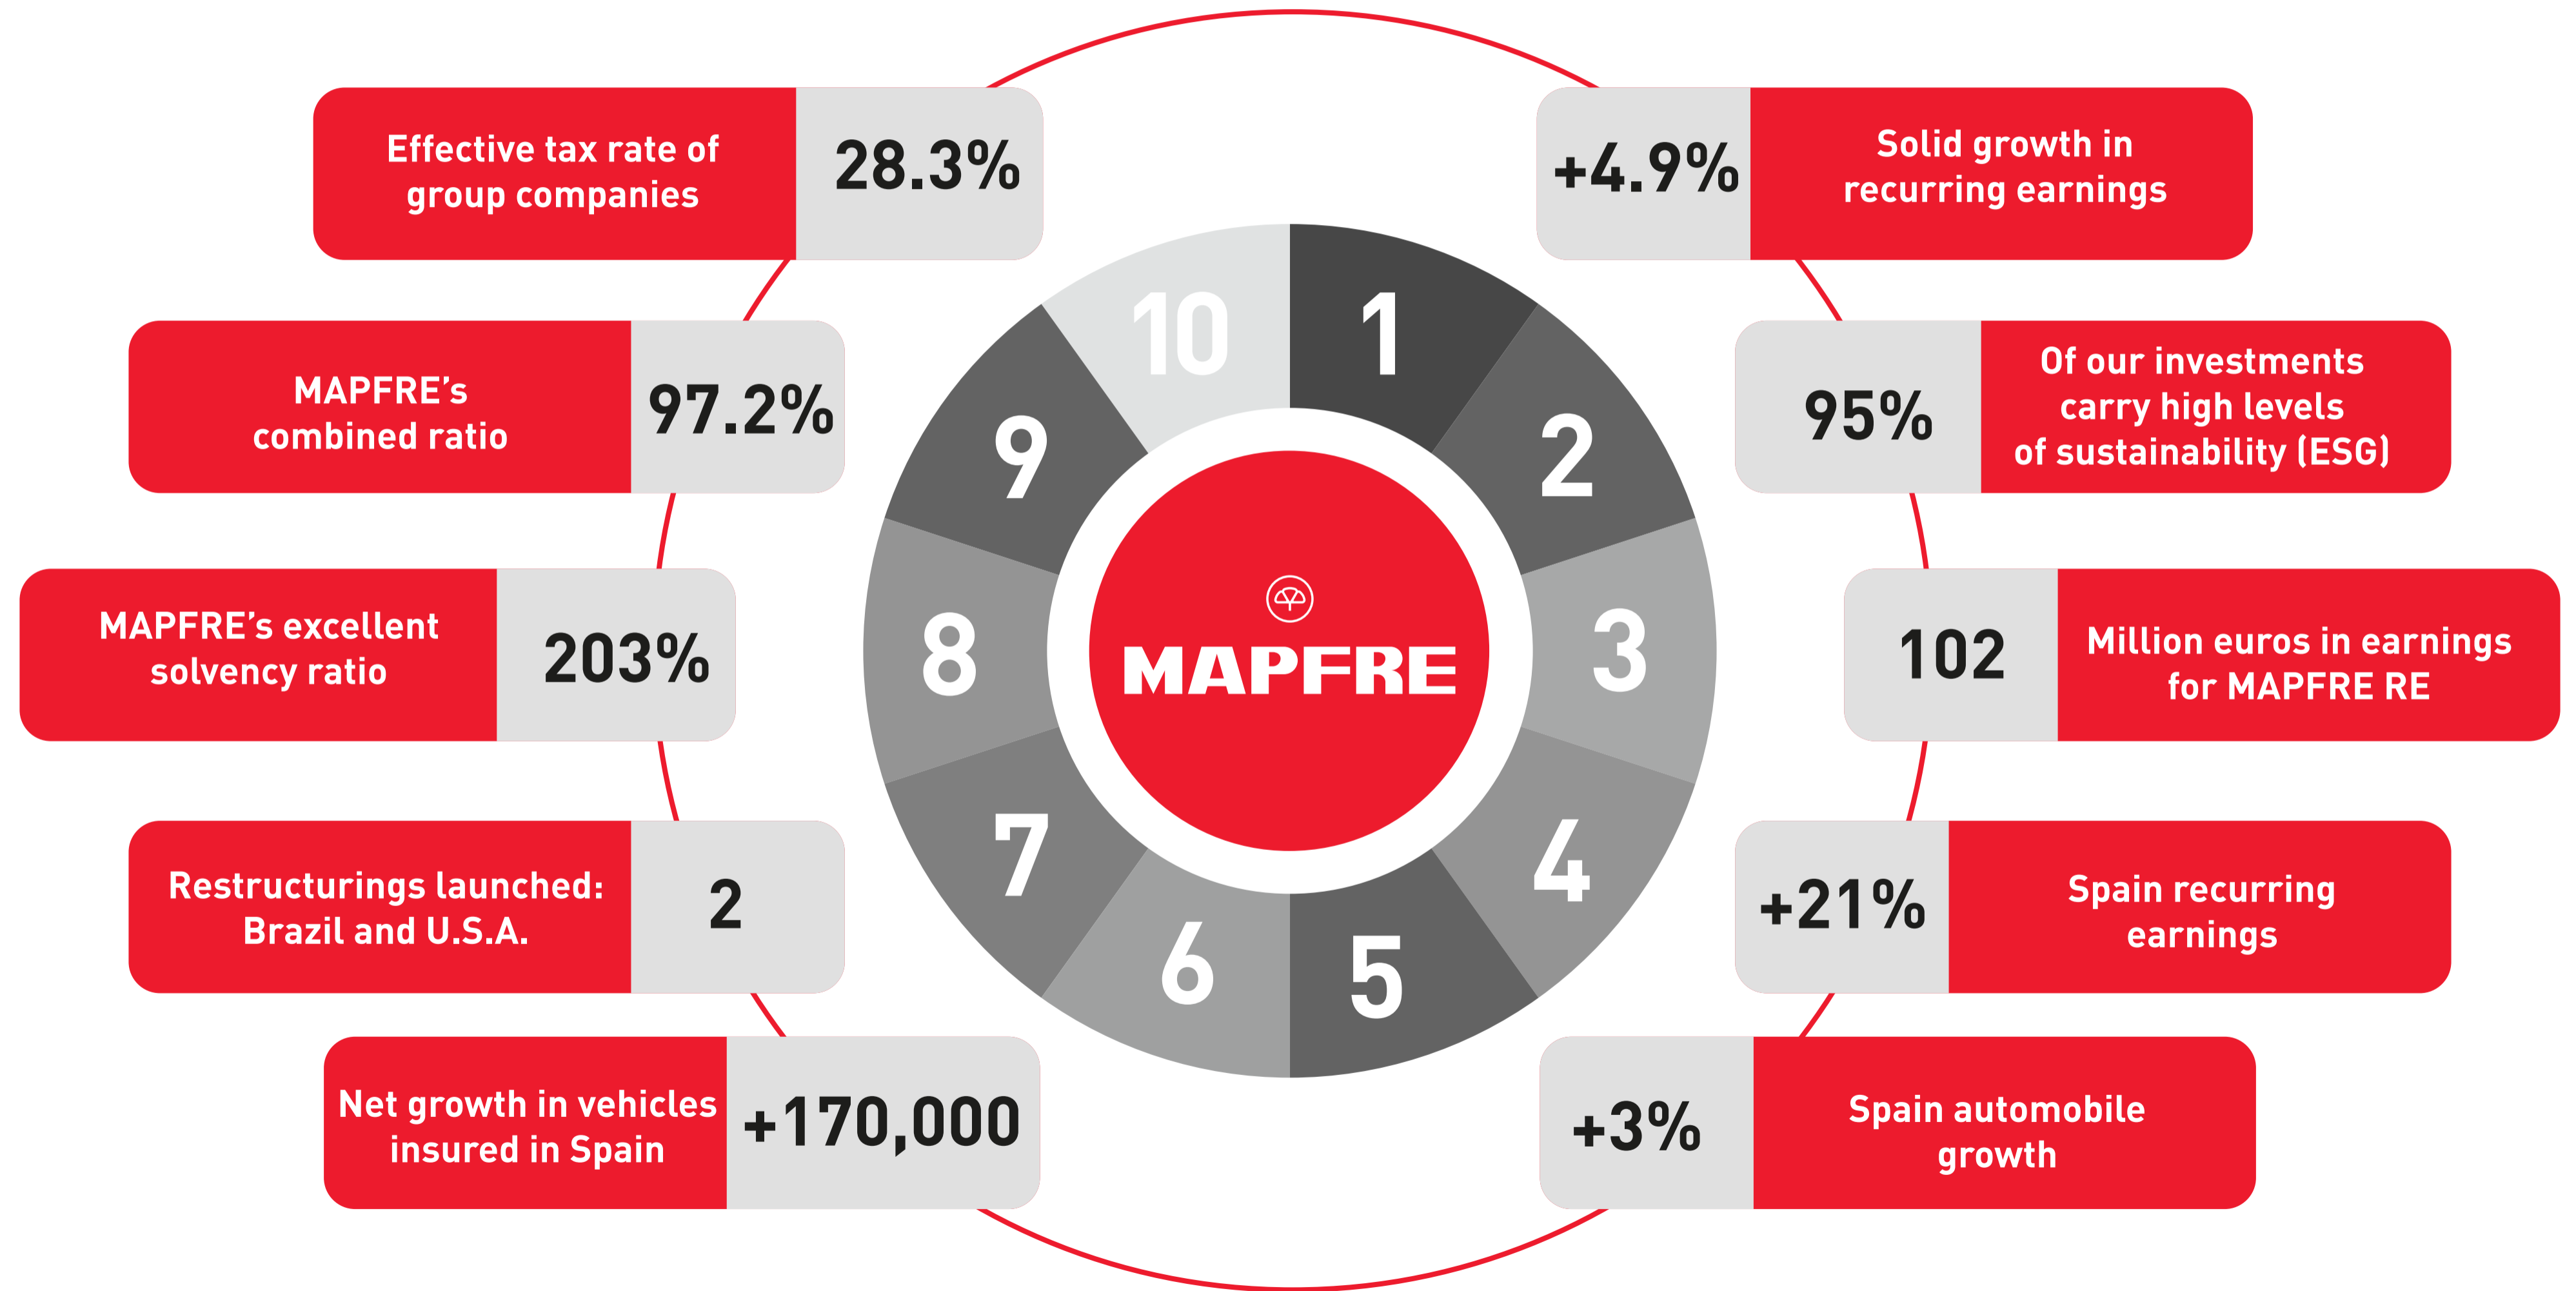 Effective tax rate of
group companies
28.3%
+4.9%
Solid growth in
recurring earnings
MAPFRE's
combined ratio
97.2%
95%
Of our investments
carry high levels
of sustainability (ESG)
MAPFRE's excellent
solvency ratio
203%
102
Million euros in earnings
for MAPFRE RE
Restructurings launched:
Brazil and U.S.A.
2
+21%
Spain recurring
earnings
Net growth in vehicles
insured in Spain
+170,000
+3%
Spain automobile
growth
1
2
3
4
5
6
7
8
9
10
MAPFRE